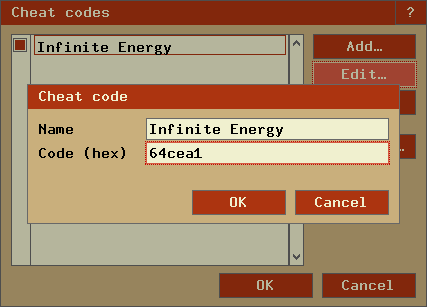 Cheat codes ?
Infinite Energy
Add…
Edit…
Cheat code
Name Infinite Energy
Code (hex) 64cea1
OK Cancel
OK Cancel